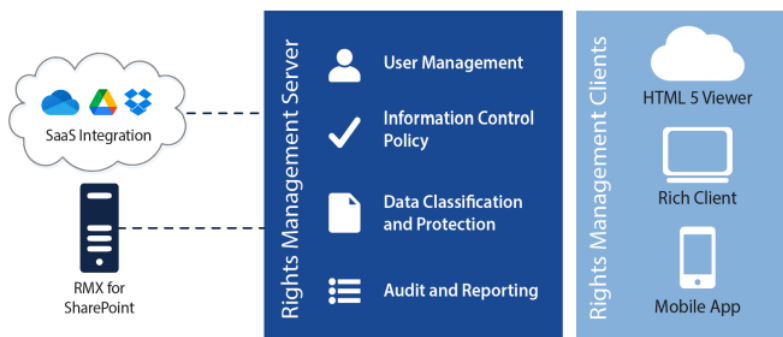 SaaS Integration
RMX for
SharePoint
Rights Management Server
User Management
Information Control
Policy
Data Classification
and Protection
Audit and Reporting
Rights Management Clients
HTML 5 Viewer
Rich Client
Mobile App